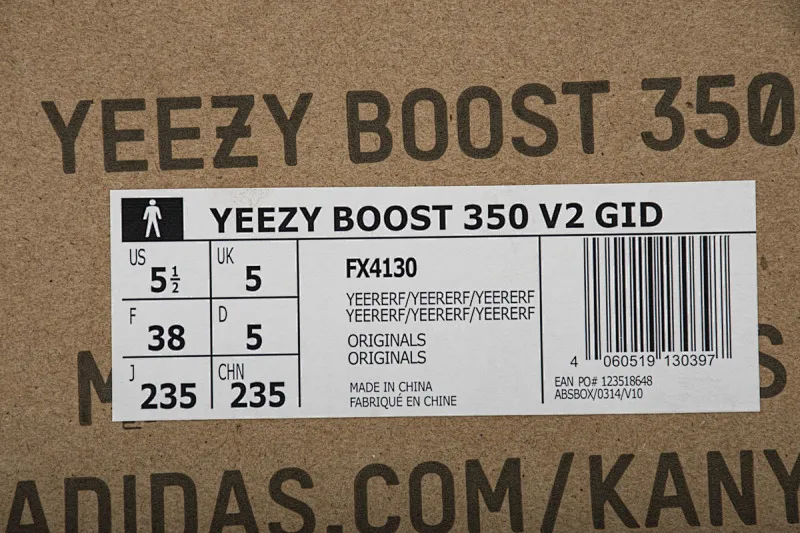 YEEZY BOOST 350
YEEZY BOOST 350 V2 GID
US 5 1/2 UK 5
F 38 D 5
J 235 CHN 235
FX4130
YEERERF/YEERERF/YEERERF
YEERERF/YEERERF/YEERERF
ORIGINALS
ORIGINALS
MADE IN CHINA
FABRIQUÉ EN CHINE
4 060519 130397
EAN PO# 123518648
ABSBOX/0314/V10
M S
ADIDAS.COM/KANY